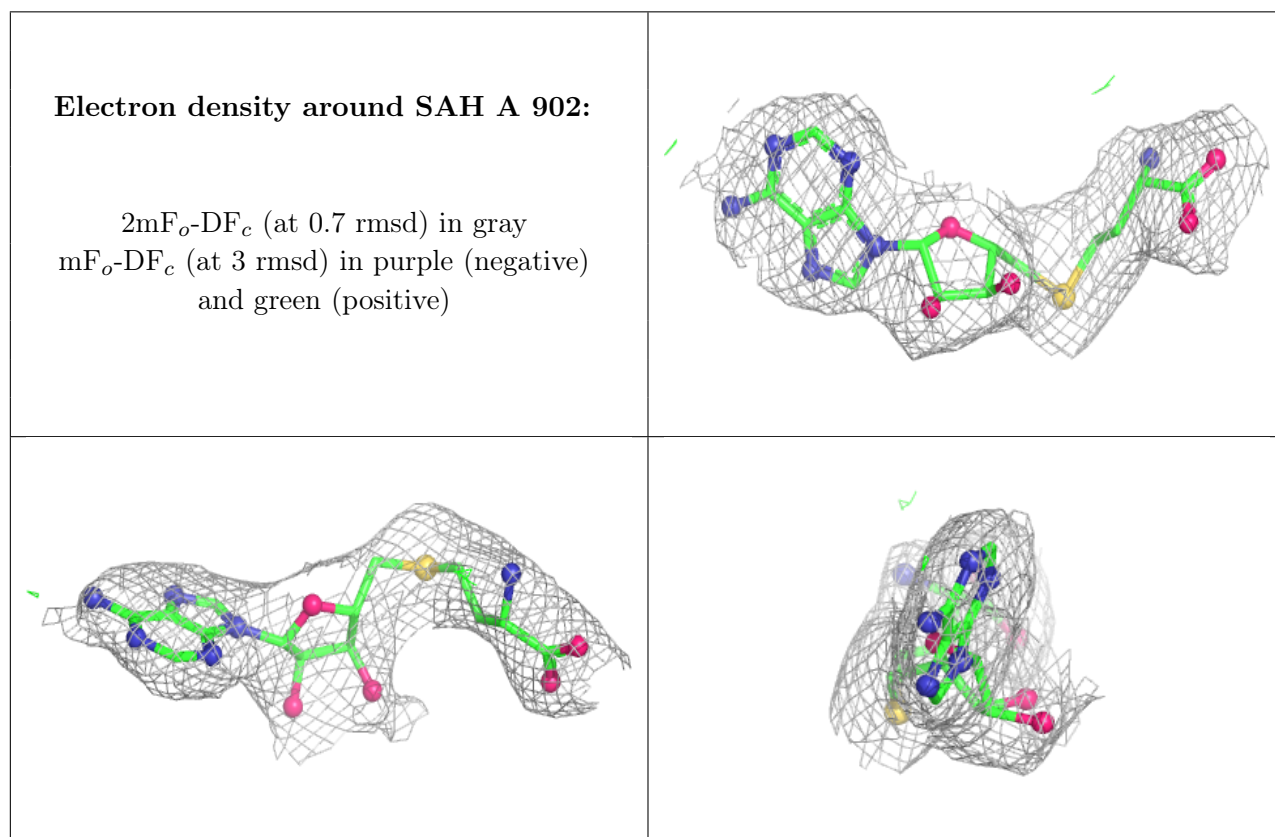 Electron density around SAH A 902:
2mFo-DFc (at 0.7 rmsd) in gray
mFo-DFc (at 3 rmsd) in purple (negative)
and green (positive)